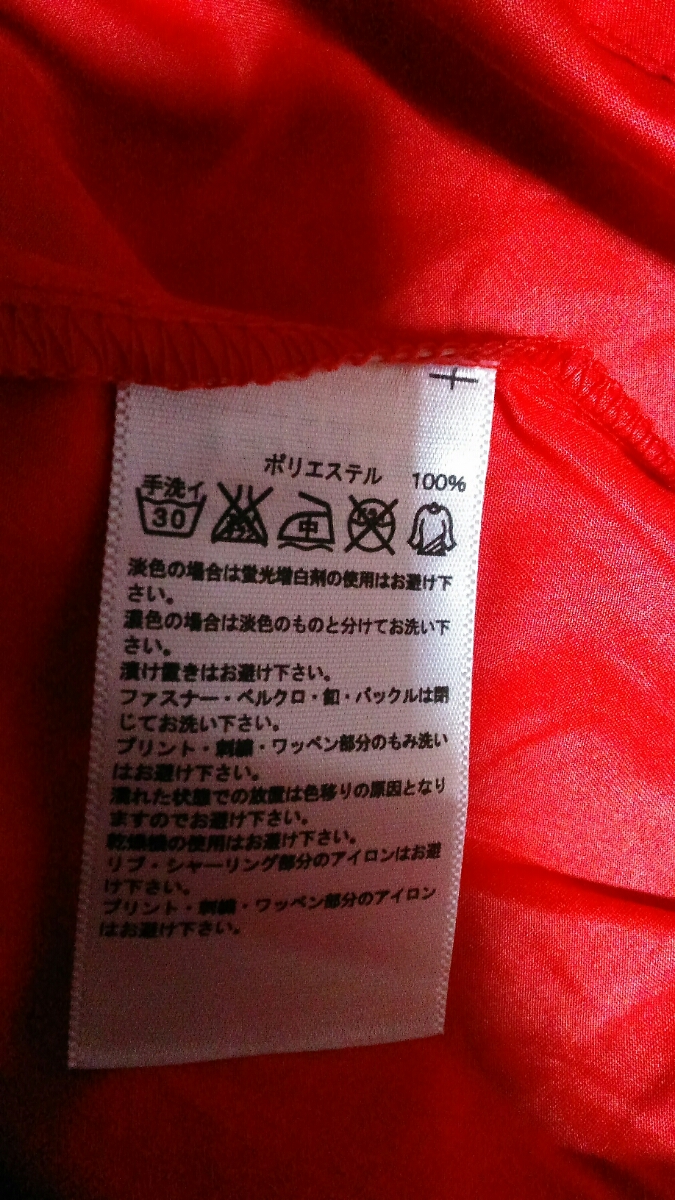 ポリエステル 100%
手洗イ
30
中
淡色の場合は蛍光増白剤の使用はお避け下
さい。
濃色の場合は淡色のものと分けてお洗い下
さい。
漬け置きはお避け下さい。
ファスナー・ベルクロ・釦・バックルは閉
じてお洗い下さい。
プリント・刺繍・ワッペン部分のもみ洗い
はお避け下さい。
濡れた状態での放置は色移りの原因となり
ますのでお避け下さい。
乾燥機の使用はお避け下さい。
リブ・シャーリング部分のアイロンはお避
け下さい。
プリント・刺繍・ワッペン部分のアイロン
はお避け下さい。